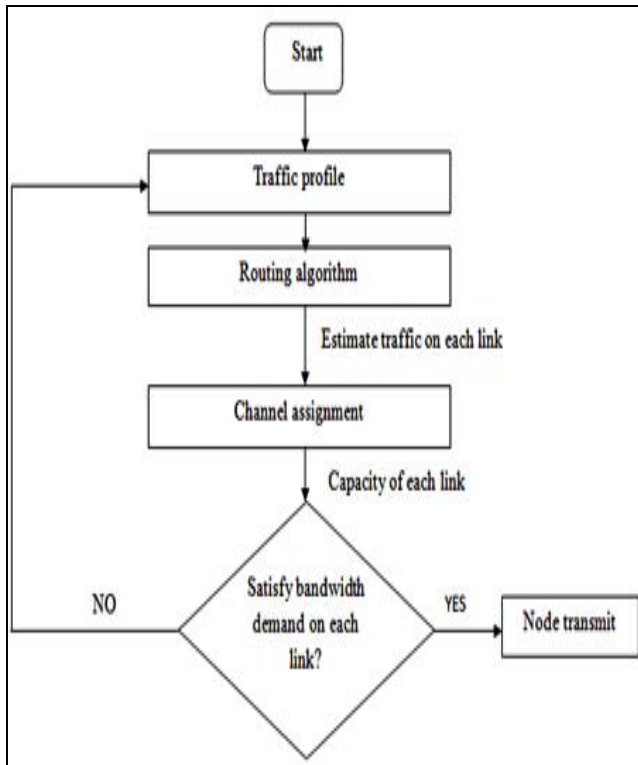 Start
Traffic profile
Routing algorithm
Estimate traffic on each link
Channel assignment
Capacity of each link
Satisfy bandwidth
demand on each
link?
NO
YES
Node transmit